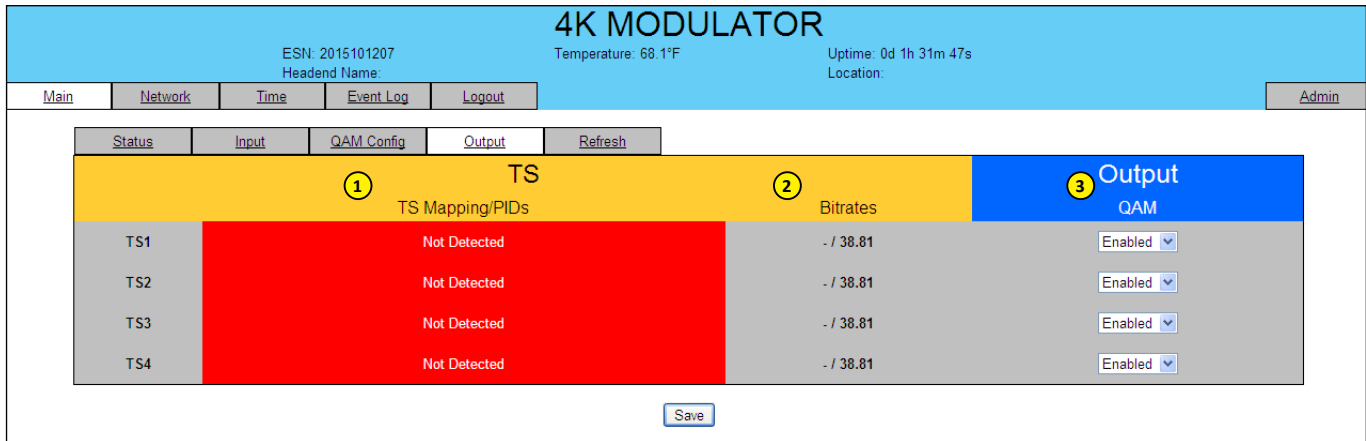 4K MODULATOR
ESN: 2015101207 Temperature: 68.1°F Uptime: 0d 1h 31m 47s
Headend Name: Location:
Main Network Time Event Log Logout Admin
Status Input QAM Config Output Refresh
1 TS 2 3 Output
TS Mapping/PIDs Bitrates QAM
TS1 Not Detected - / 38.81 Enabled
TS2 Not Detected - / 38.81 Enabled
TS3 Not Detected - / 38.81 Enabled
TS4 Not Detected - / 38.81 Enabled
Save